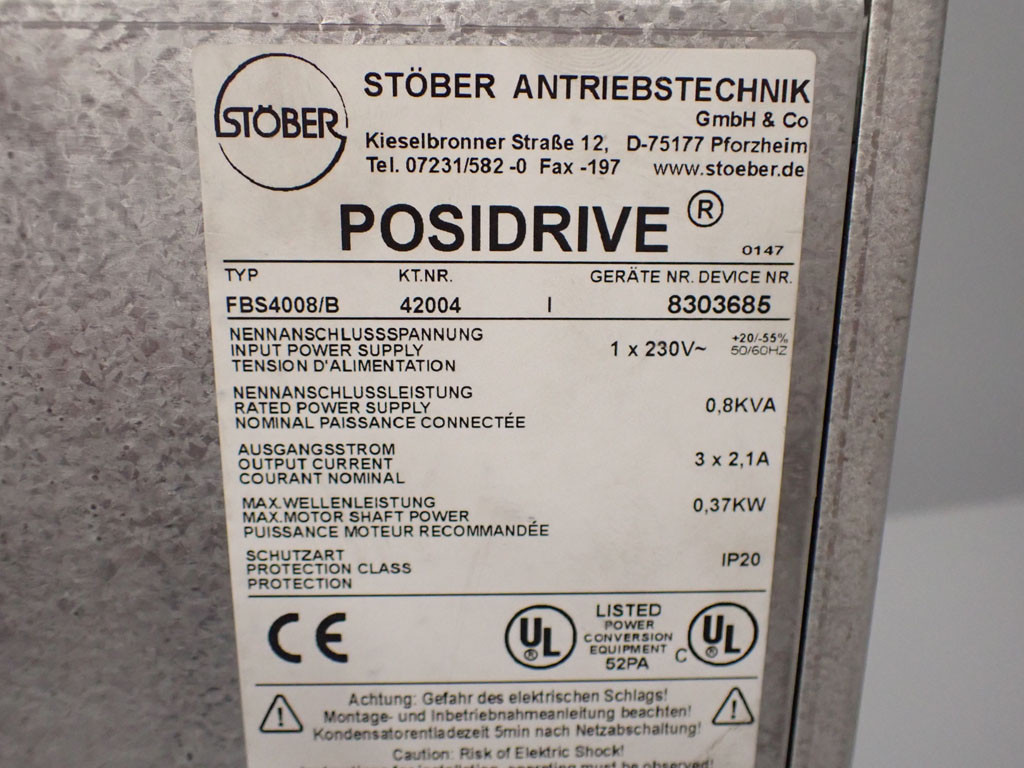 STÖBER
STÖBER ANTRIEBSTECHNIK
GmbH & Co
Kieselbronner Straße 12, D-75177 Pforzheim
Tel. 07231/582 -0 Fax -197 www.stoeber.de
POSIDRIVE ®
0147
TYP KT.NR. GERÄTE NR. DEVICE NR.
FBS4008/B 42004 I 8303685
NENNANSCHLUSSSPANNUNG
INPUT POWER SUPPLY 1 x 230V~ +20/-55% 50/60HZ
TENSION D'ALIMENTATION
NENNANSCHLUSSLEISTUNG
RATED POWER SUPPLY 0,8KVA
NOMINAL PAISSANCE CONNECTÉE
AUSGANGSSTROM
OUTPUT CURRENT 3 x 2,1A
COURANT NOMINAL
MAX.WELLENLEISTUNG
MAX.MOTOR SHAFT POWER 0,37KW
PUISSANCE MOTEUR RECOMMANDÉE
SCHUTZART
PROTECTION CLASS IP20
PROTECTION
CE
UL ®
LISTED
POWER
CONVERSION
EQUIPMENT
52PA
C UL ®
Achtung: Gefahr des elektrischen Schlags!
Montage- und Inbetriebnahmeanleitung beachten!
Kondensatorentladezeit 5min nach Netzabschaltung!
Caution: Risk of Elektric Shock!
must be observed!